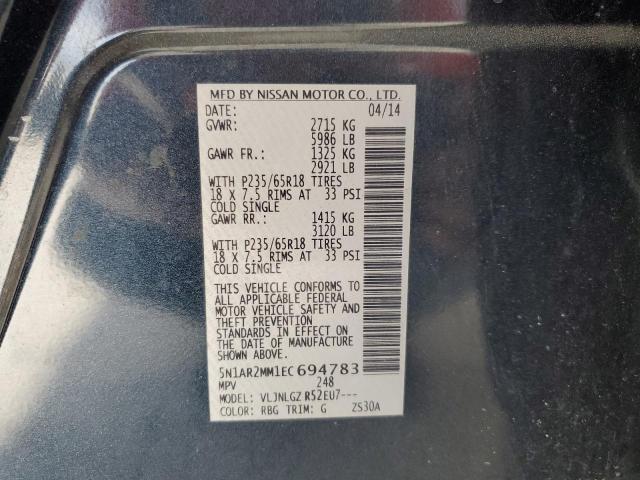 MFD BY NISSAN MOTOR CO., LTD.
DATE: 04/14
GVWR: 2715 KG
5986 LB
GAWR FR.: 1325 KG
2921 LB
WITH P235/65R18 TIRES
18 X 7.5 RIMS AT 33 PSI
COLD SINGLE
GAWR RR.: 1415 KG
3120 LB
WITH P235/65R18 TIRES
18 X 7.5 RIMS AT 33 PSI
COLD SINGLE
THIS VEHICLE CONFORMS TO
ALL APPLICABLE FEDERAL
MOTOR VEHICLE SAFETY AND
THEFT PREVENTION
STANDARDS IN EFFECT ON
THE DATE OF MANUFACTURE
SHOWN ABOVE.
5N1AR2MM1EC694783
MPV 248
MODEL: VLJNLGZ R52EU7---
COLOR: RBG TRIM: G ZS30A